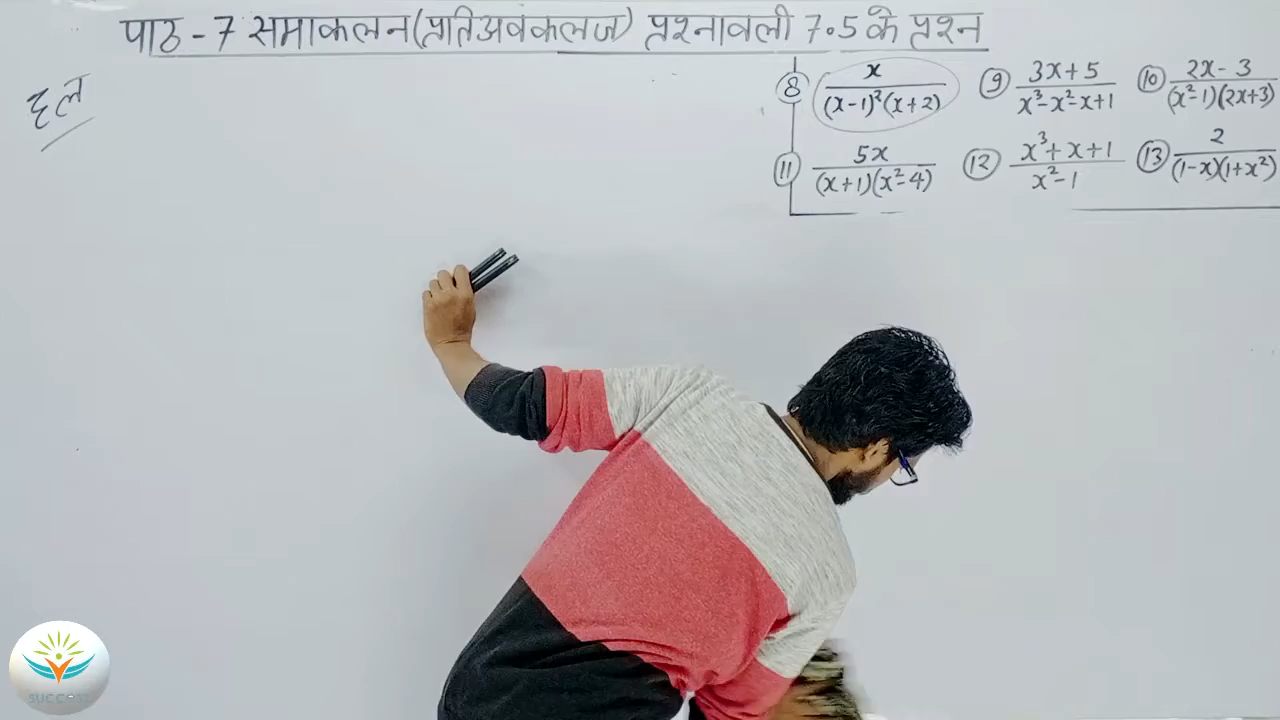 पाठ - 7 समाकलन (प्रतिअवकलज) प्रश्नावली 7.5 के प्रश्न
हल
⑧ x/((x-1)²(x+2)) ⑨ (3x+5)/(x³-x²-x+1) ⑩ (2x-3)/((x²-1)(2x+3))
⑪ 5x/((x+1)(x²-4)) ⑫ (x³+x+1)/(x²-1) ⑬ 2/((1-x)(1+x²))